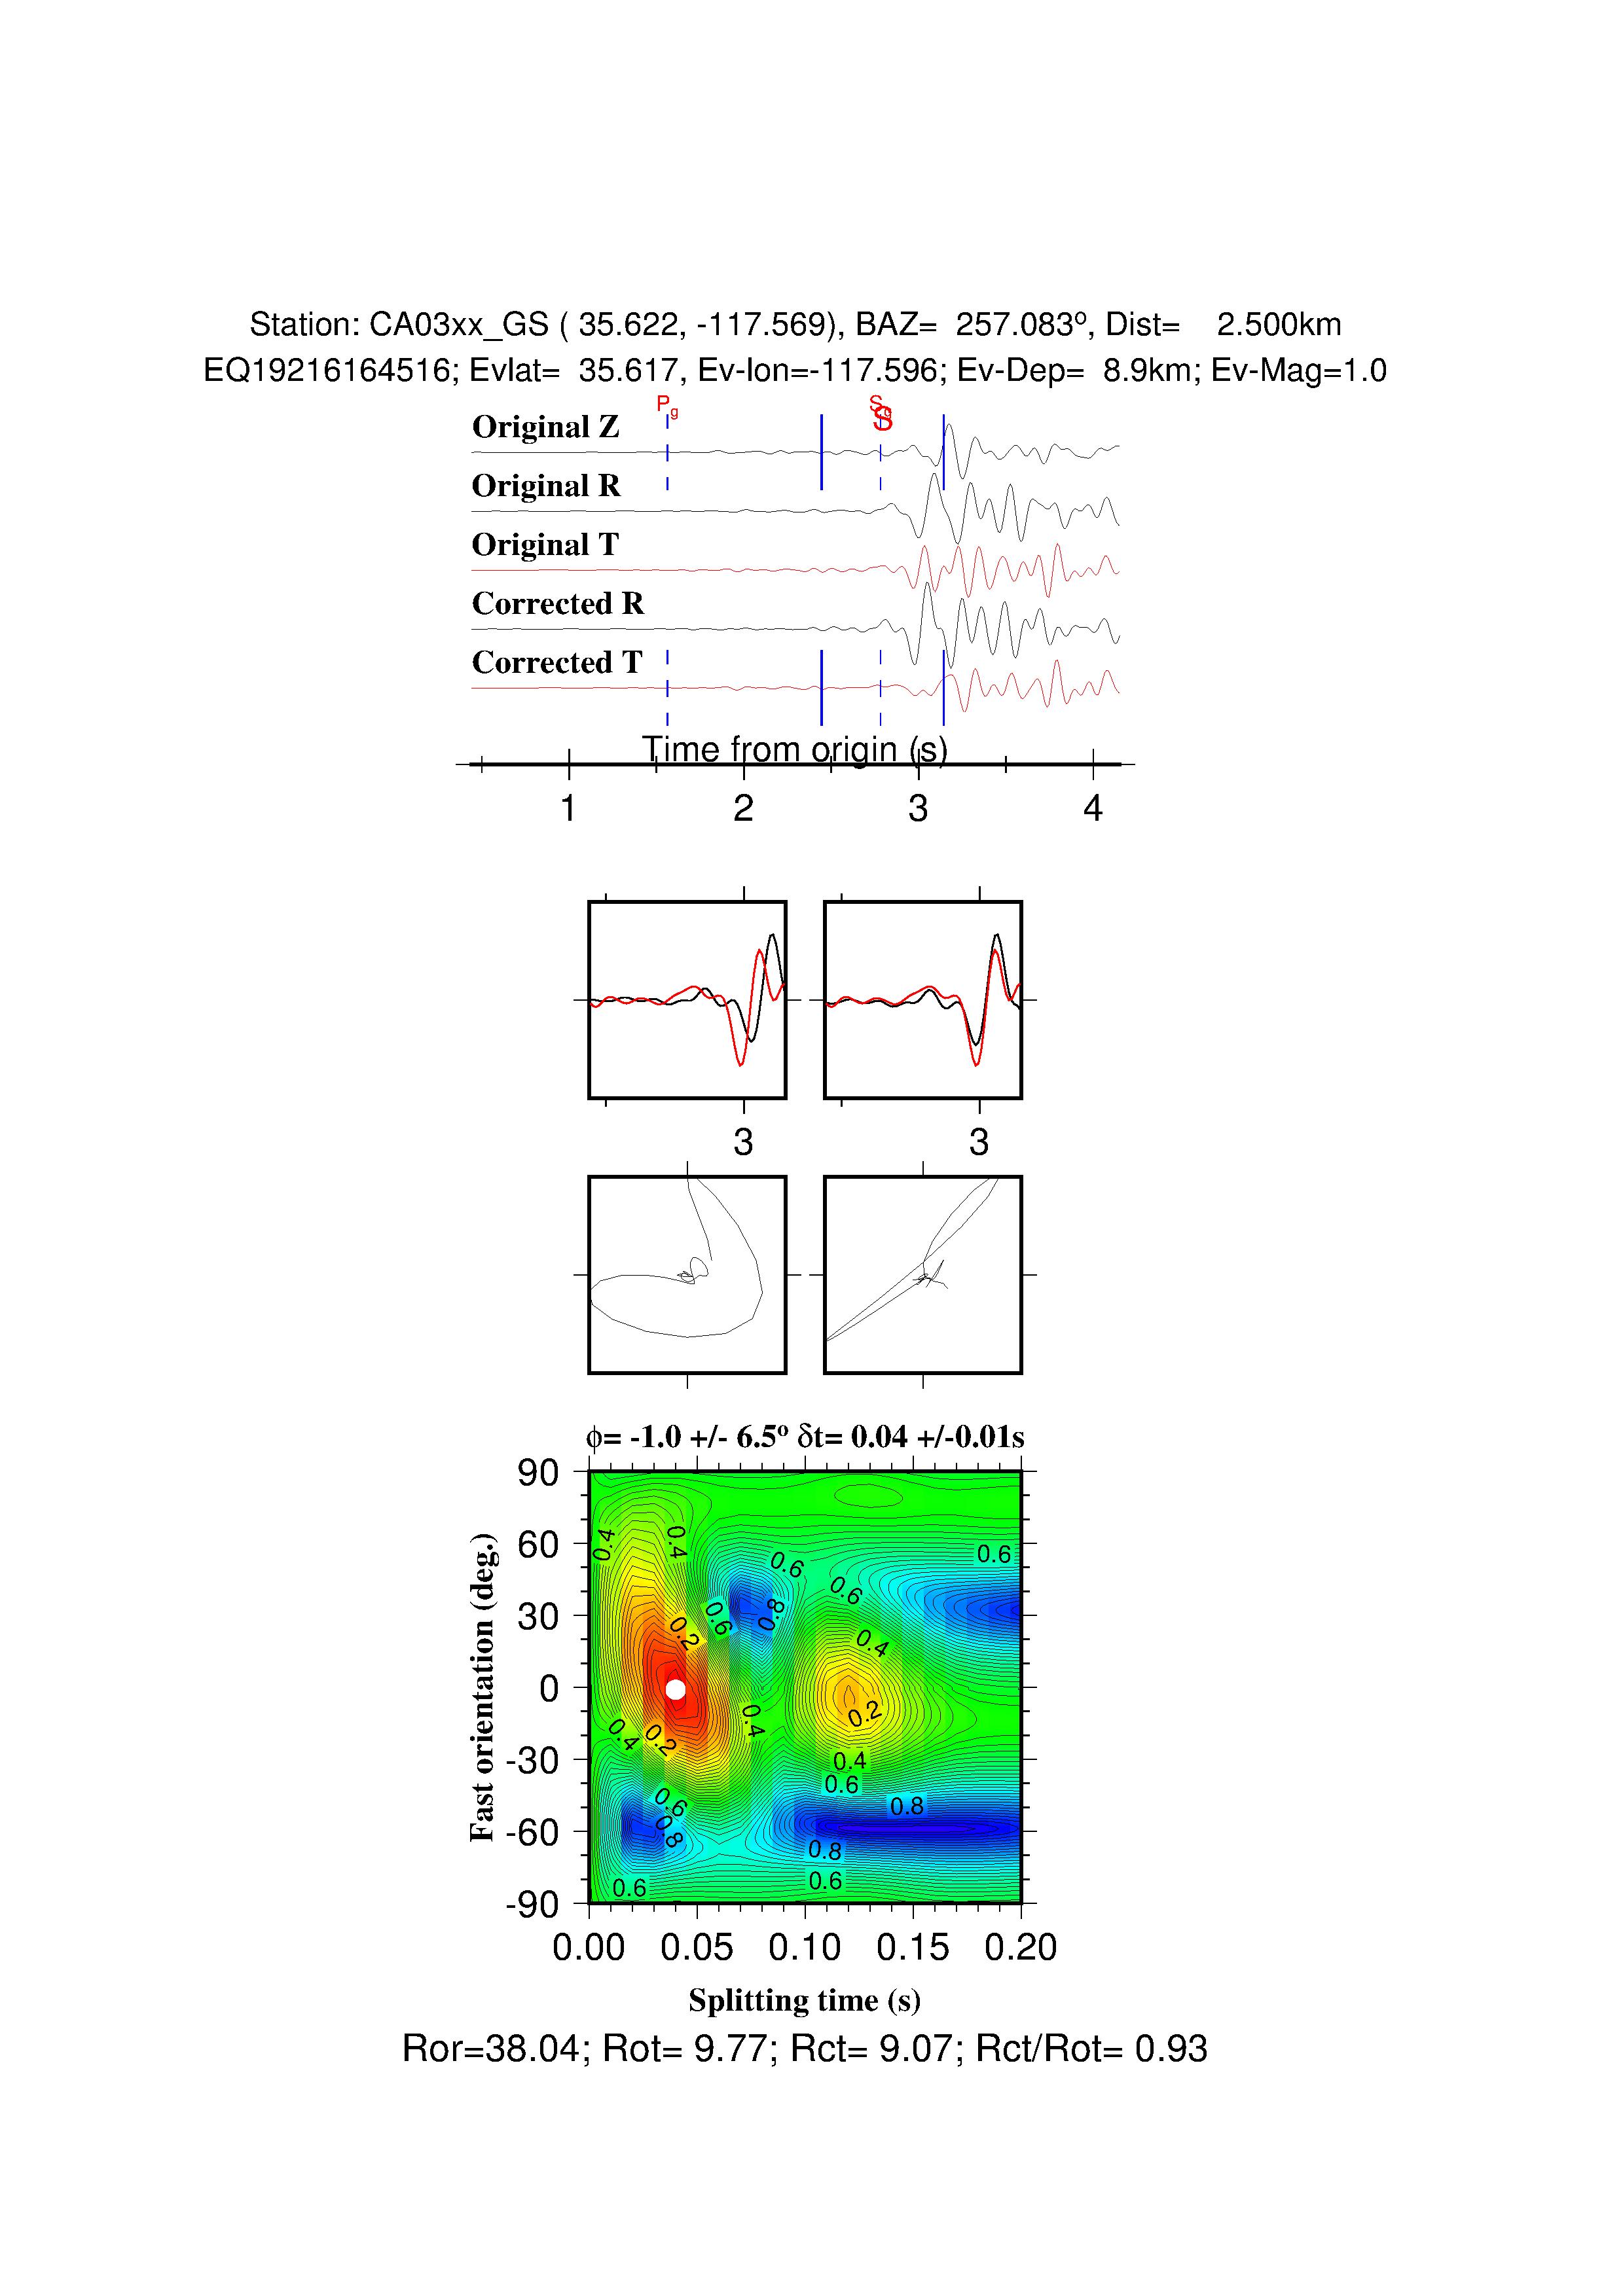 Station: CA03xx_GS ( 35.622, -117.569), BAZ= 257.083º, Dist= 2.500km
EQ19216164516; Evlat= 35.617, Ev-lon=-117.596; Ev-Dep= 8.9km; Ev-Mag=1.0
Pg Sg
S
Original Z
Original R
Original T
Corrected R
Corrected T
Time from origin (s)
1 2 3 4
3 3
ϕ= -1.0 +/- 6.5º δt= 0.04 +/-0.01s
90
60
30
0
-30
-60
-90
Fast orientation (deg.)
0.4 0.4 0.6 0.6
0.6
0.6 0.8
0.2 0.4
0.4 0.2 0.4 0.2
0.4
0.6 0.6
0.8 0.8
0.8
0.6 0.6
0.00 0.05 0.10 0.15 0.20
Splitting time (s)
Ror=38.04; Rot= 9.77; Rct= 9.07; Rct/Rot= 0.93